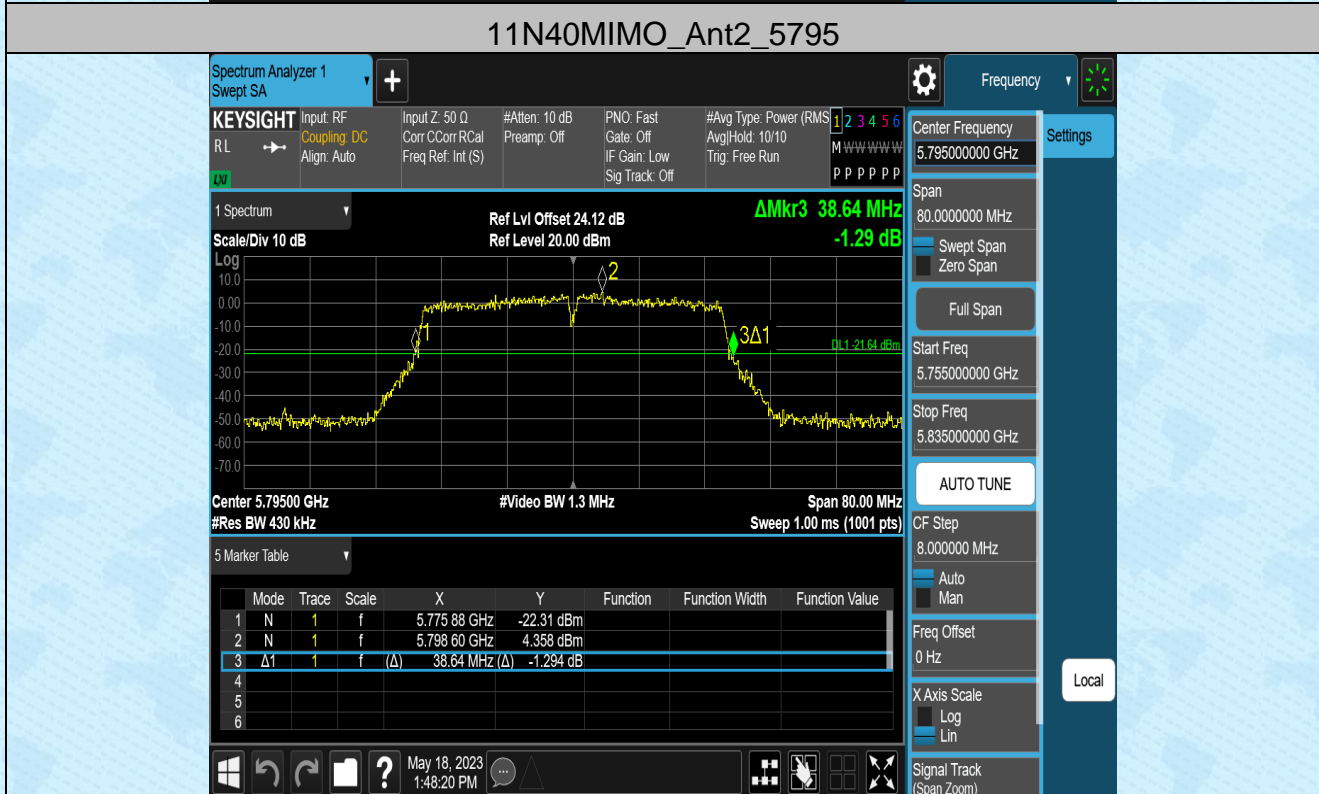 11N40MIMO_Ant2_5795
Spectrum Analyzer 1
Swept SA
Frequency
KEYSIGHT
RL
LXI
Input: RF
Coupling: DC
Align: Auto
Input Z: 50 Ω
Corr CCorr RCal
Freq Ref: Int (S)
#Atten: 10 dB
Preamp: Off
PNO: Fast
Gate: Off
IF Gain: Low
Sig Track: Off
#Avg Type: Power (RMS
Avg|Hold: 10/10
Trig: Free Run
1 2 3 4 5 6
M W W W W W
P P P P P P
Center Frequency
5.795000000 GHz
Settings
Span
80.0000000 MHz
Swept Span
Zero Span
Full Span
Start Freq
5.755000000 GHz
Stop Freq
5.835000000 GHz
AUTO TUNE
CF Step
8.000000 MHz
Auto
Man
Freq Offset
0 Hz
X Axis Scale
Log
Lin
Signal Track
(Span Zoom)
Local
1 Spectrum
Scale/Div 10 dB
Ref Lvl Offset 24.12 dB
Ref Level 20.00 dBm
ΔMkr3 38.64 MHz
-1.29 dB
Log
10.0
0.00
-10.0
-20.0
-30.0
-40.0
-50.0
-60.0
-70.0
1
2
3Δ1
DL1 -21.64 dBm
Center 5.79500 GHz
#Res BW 430 kHz
#Video BW 1.3 MHz
Span 80.00 MHz
Sweep 1.00 ms (1001 pts)
5 Marker Table
Mode Trace Scale X Y Function Function Width Function Value
1 N 1 f 5.775 88 GHz -22.31 dBm
2 N 1 f 5.798 60 GHz 4.358 dBm
3 Δ1 1 f (Δ) 38.64 MHz (Δ) -1.294 dB
4
5
6
?
May 18, 2023
1:48:20 PM